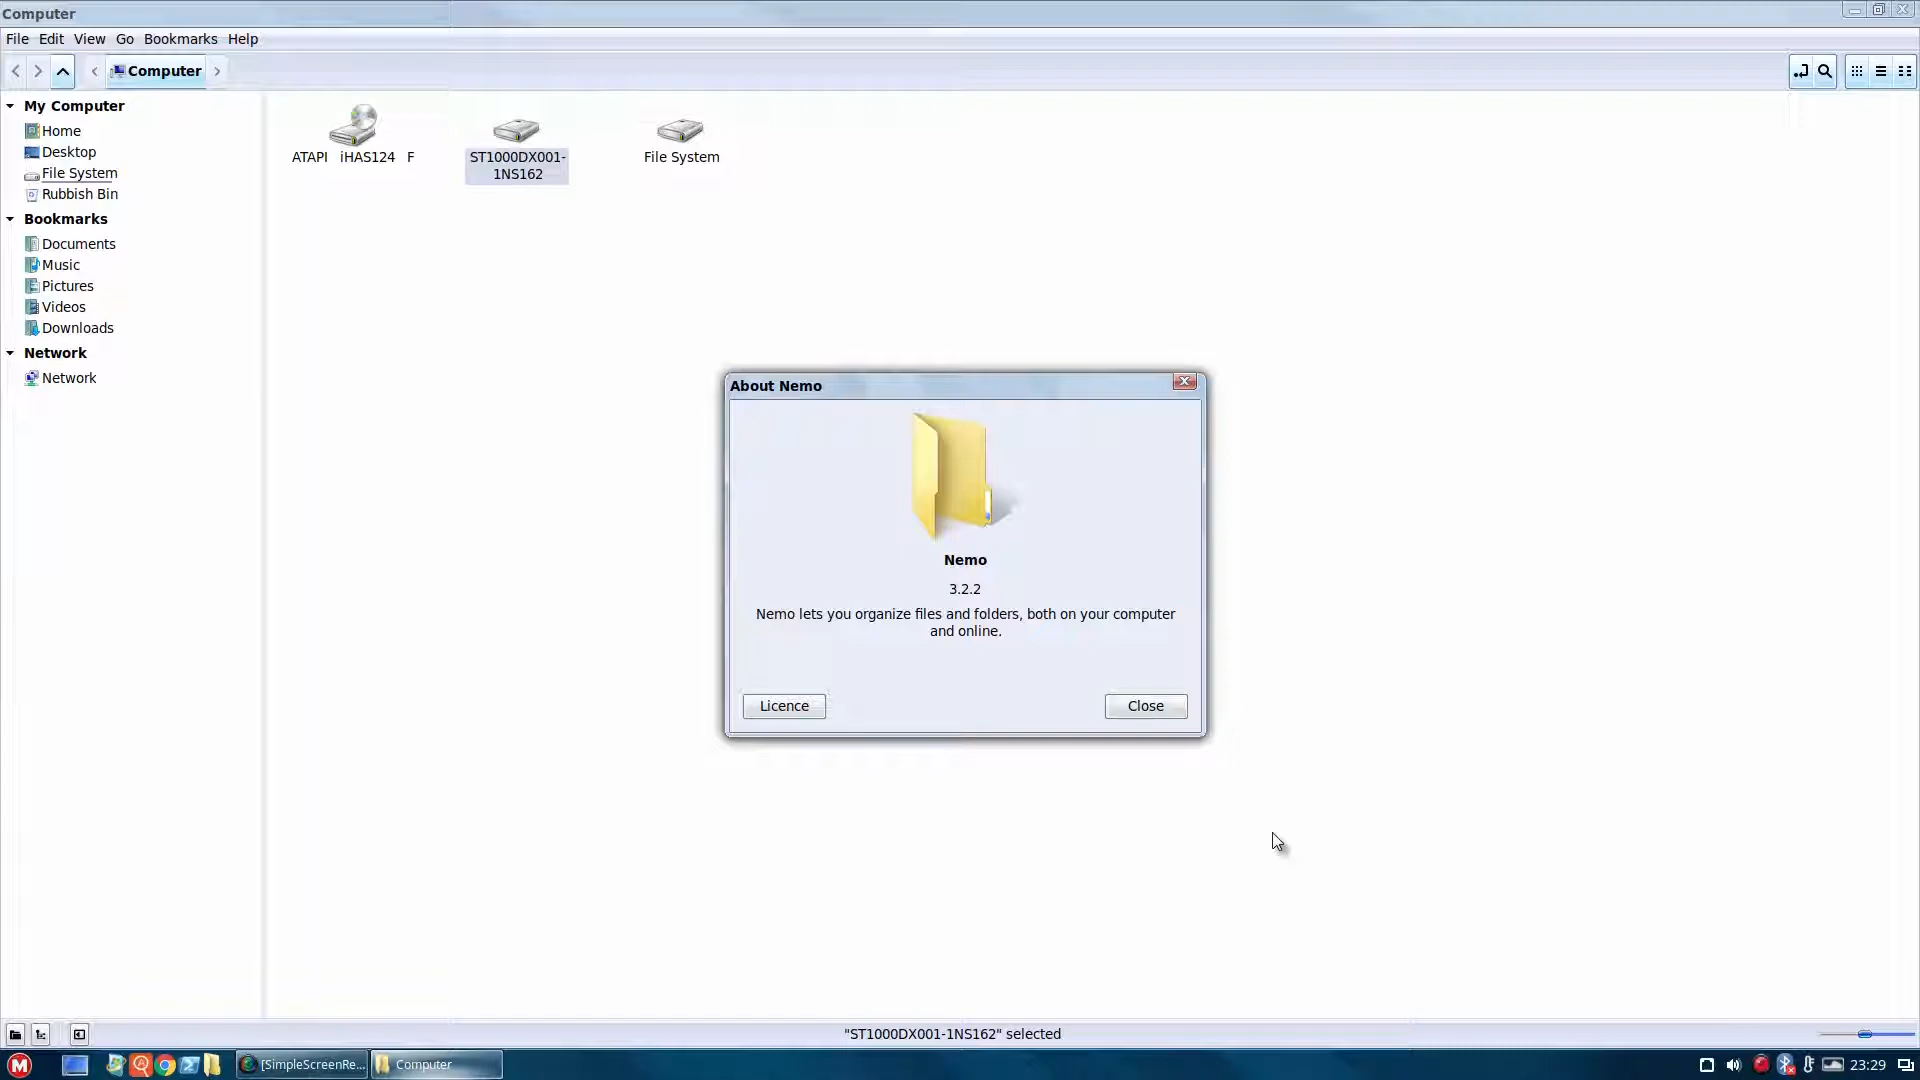 Computer
File Edit View Go Bookmarks Help
Computer
My Computer
Home
Desktop
File System
Rubbish Bin
Bookmarks
Documents
Music
Pictures
Videos
Downloads
Network
Network
ATAPI iHAS124 F
ST1000DX001-
1NS162
File System
About Nemo
Nemo
3.2.2
Nemo lets you organize files and folders, both on your computer
and online.
Licence Close
"ST1000DX001-1NS162" selected
[SimpleScreenRe... Computer 23:29